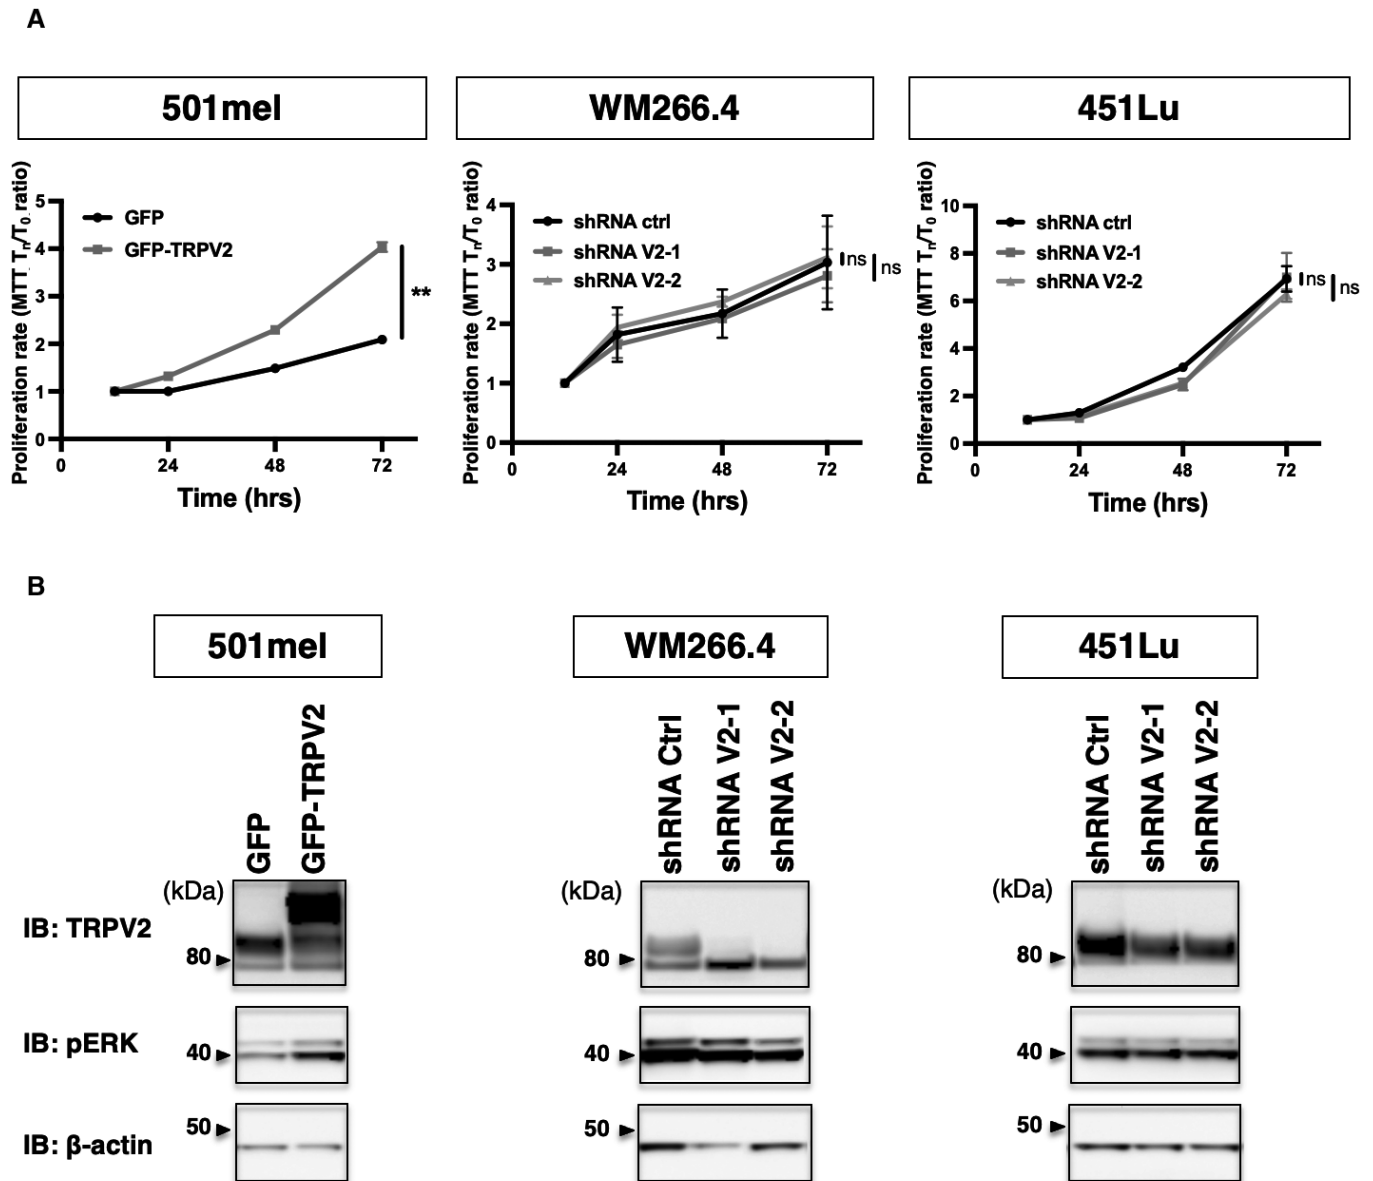 A
501mel
WM266.4
451Lu
Proliferation rate (MTT Tn/T0 ratio)
5
4
3
2
1
0
GFP
GFP-TRPV2
**
0 24 48 72
Time (hrs)
Proliferation rate (MTT Tn/T0 ratio)
4
3
2
1
0
shRNA ctrl
shRNA V2-1
shRNA V2-2
ns
ns
0 24 48 72
Time (hrs)
Proliferation rate (MTT Tn/T0 ratio)
10
8
6
4
2
0
shRNA ctrl
shRNA V2-1
shRNA V2-2
ns
ns
0 24 48 72
Time (hrs)
B
501mel
WM266.4
451Lu
GFP
GFP-TRPV2
shRNA Ctrl
shRNA V2-1
shRNA V2-2
shRNA Ctrl
shRNA V2-1
shRNA V2-2
(kDa)
(kDa)
(kDa)
IB: TRPV2
80
80
80
IB: pERK
40
40
40
IB: β-actin
50
50
50